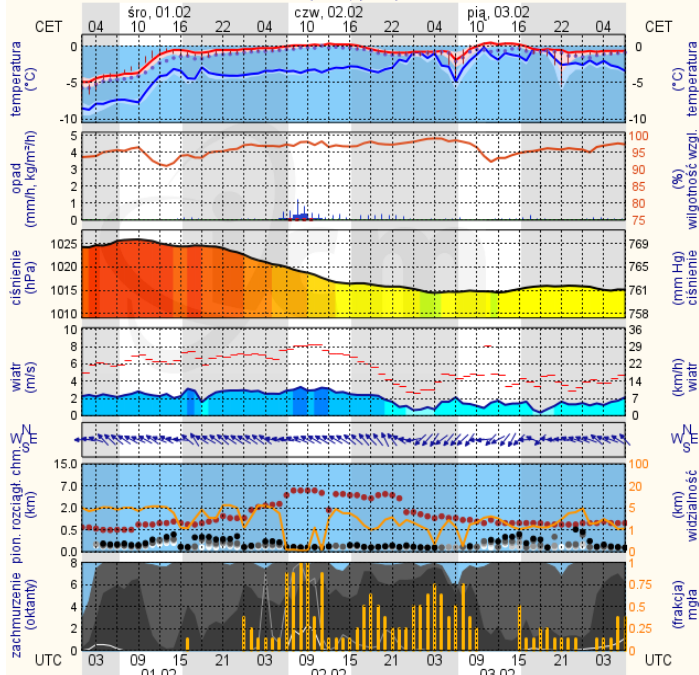 śro, 01.02 czw, 02.02 pią, 03.02
CET 04 10 16 22 04 10 16 22 04 10 16 22 04 CET
temperatura (°C) 0 -5 -10 0 -5 -10 (°C) temperatura
opad (mm/h, kg/m²/h) 5 4 3 2 1 0 100 95 90 85 80 75 (%) wilgotność wzgl.
ciśnienie (hPa) 1025 1020 1015 1010 769 765 761 758 (mm Hg) ciśnienie
wiatr (m/s) 10 8 6 4 2 0 36 29 22 14 7 0 (km/h) wiatr
N W E S N W E S
pion. rozciągł. chm. (km) 15.0 7.0 2.0 0.5 0.0 100 20 5 1 0 (km) widzialność
zachmurzenie (oktanty) 8 6 4 2 0 1 0.75 0.5 0.25 0 (frakcja) mgła
UTC 03 09 15 21 03 09 15 21 03 09 15 21 03 UTC
01.02 02.02 03.02